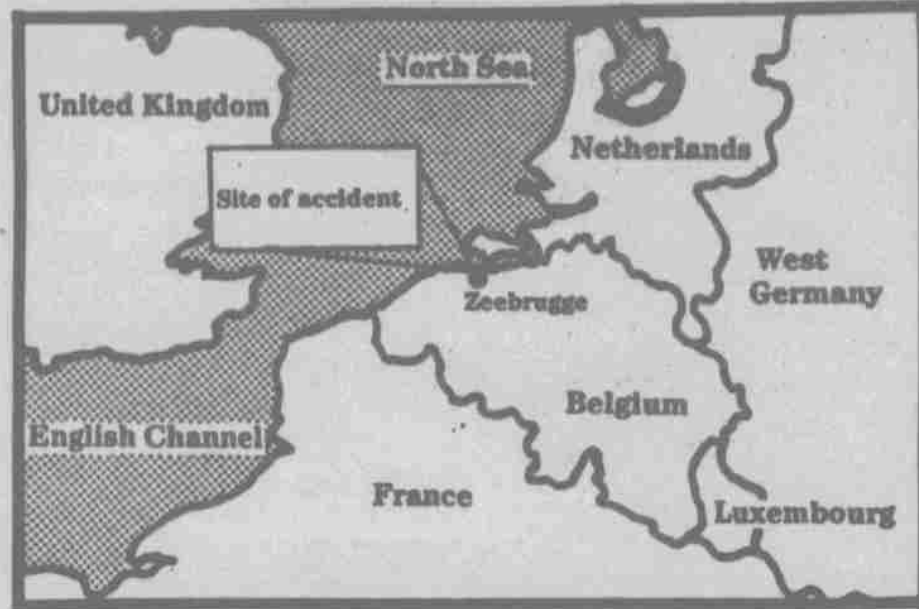 North Sea
United Kingdom
Netherlands
Site of accident
West
Germany
Zeebrugge
Belgium
English Channel
France
Luxembourg